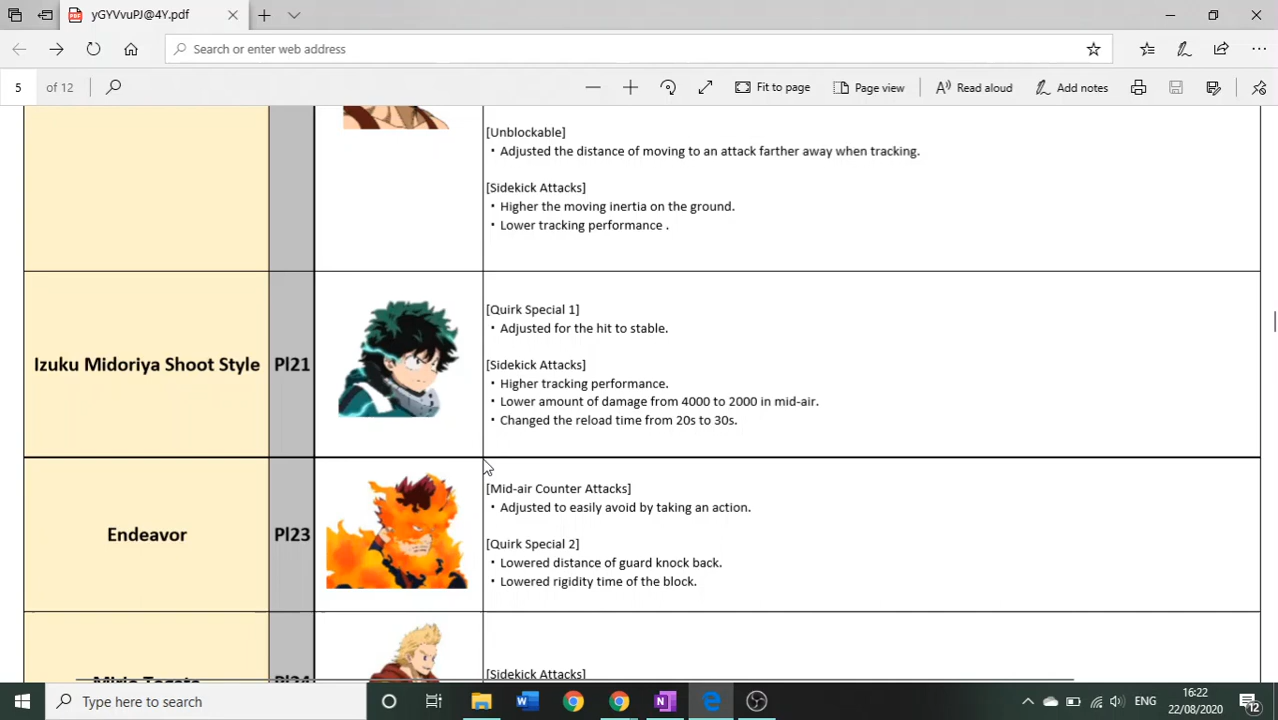 yGYVvuPJ@4Y.pdf
Search or enter web address
5 of 12
Fit to page
Page view
Read aloud
Add notes
[Unblockable]
・Adjusted the distance of moving to an attack farther away when tracking.
[Sidekick Attacks]
・Higher the moving inertia on the ground.
・Lower tracking performance .
Izuku Midoriya Shoot Style
Pl21
[Quirk Special 1]
・Adjusted for the hit to stable.
[Sidekick Attacks]
・Higher tracking performance.
・Lower amount of damage from 4000 to 2000 in mid-air.
・Changed the reload time from 20s to 30s.
Endeavor
Pl23
[Mid-air Counter Attacks]
・Adjusted to easily avoid by taking an action.
[Quirk Special 2]
・Lowered distance of guard knock back.
・Lowered rigidity time of the block.
Mirio Togata
Pl24
[Sidekick Attacks]
Type here to search
ENG
16:22
22/08/2020
12